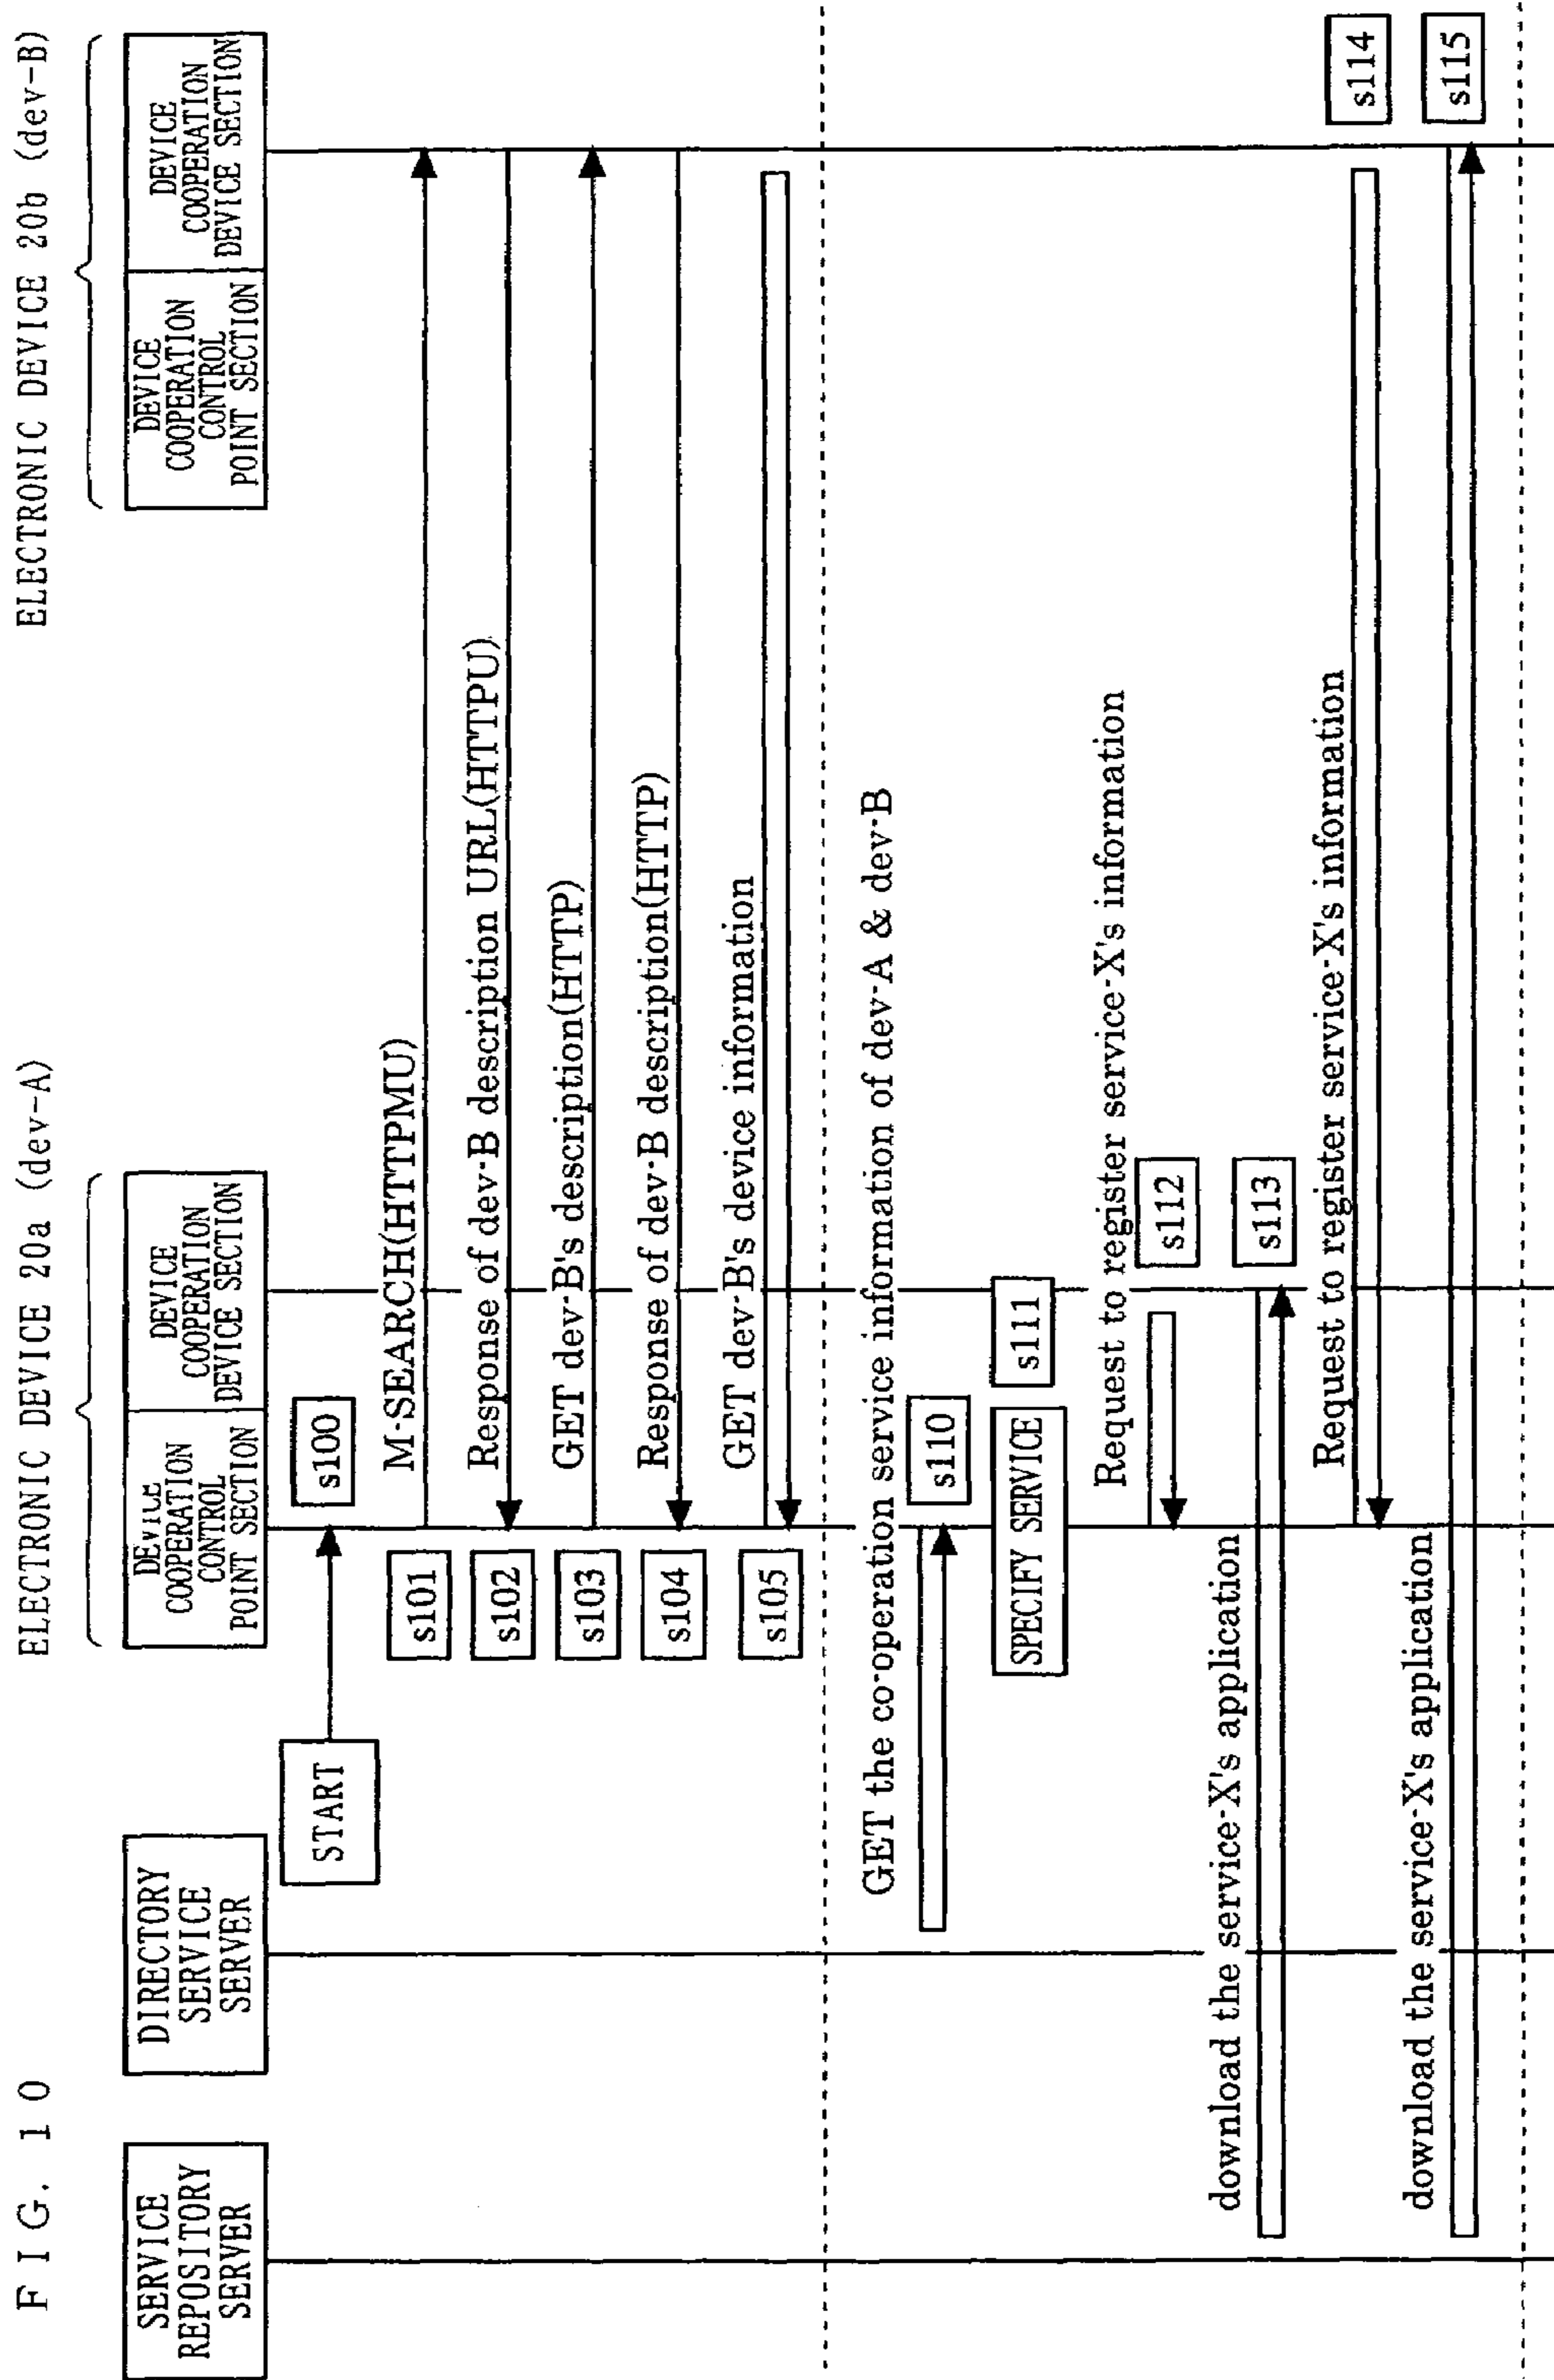 FIG. 10
ELECTRONIC DEVICE 20a (dev-A)
ELECTRONIC DEVICE 20b (dev-B)
SERVICE
REPOSITORY
SERVER
DIRECTORY
SERVICE
SERVER
DEVICE
COOPERATION
CONTROL
POINT SECTION
DEVICE
COOPERATION
DEVICE SECTION
DEVICE
COOPERATION
CONTROL
POINT SECTION
DEVICE
COOPERATION
DEVICE SECTION
START
s100
s101
M-SEARCH(HTTPMU)
s102
Response of dev-B description URL(HTTPU)
s103
GET dev-B's description(HTTP)
s104
Response of dev-B description(HTTP)
s105
GET dev-B's device information
GET the co-operation service information of dev-A & dev-B
s110
SPECIFY SERVICE
s111
Request to register service-X's information
s112
download the service-X's application
s113
Request to register service-X's information
s114
download the service-X's application
s115